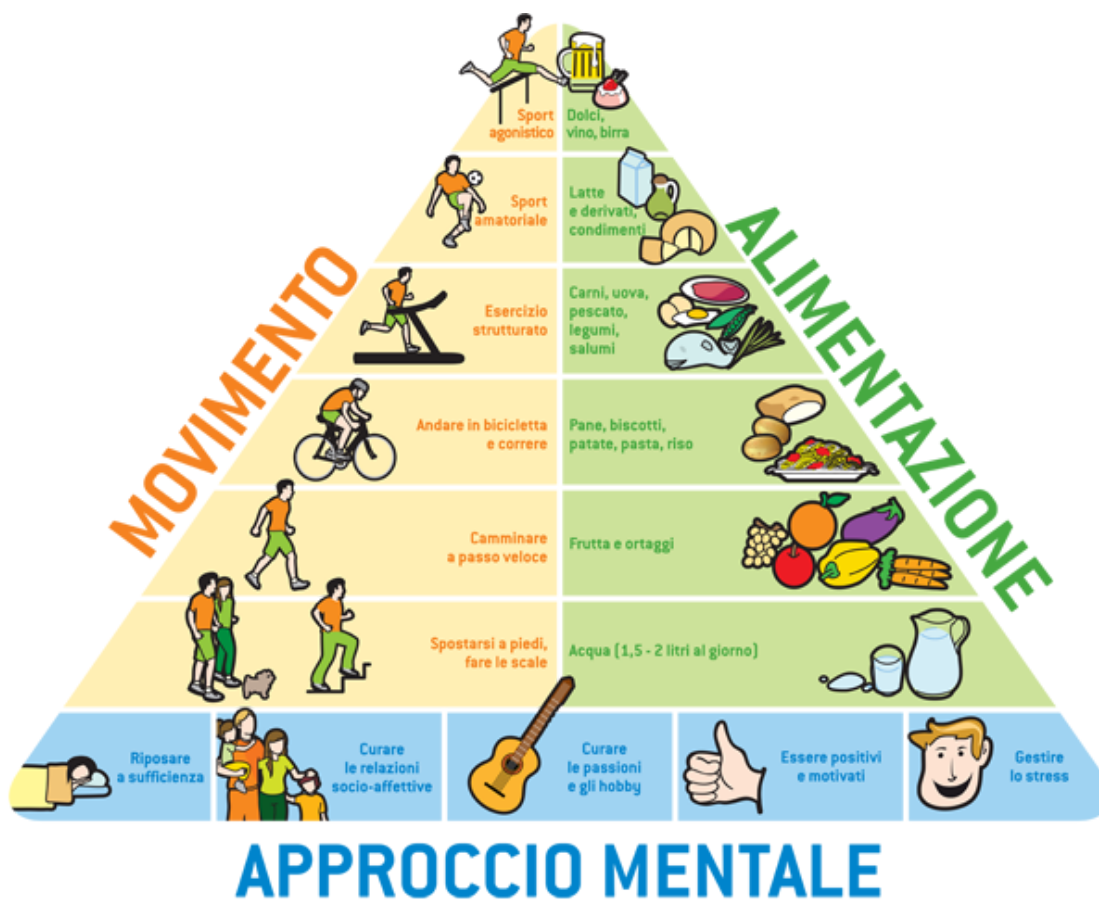 Sport
agonistico
Dolci,
vino, birra
Sport
amatoriale
Latte
e derivati,
condimenti
MOVIMENTO
ALIMENTAZIONE
Esercizio
strutturato
Carni, uova,
pescato,
legumi,
salumi
Andare in bicicletta
e correre
Pane, biscotti,
patate, pasta, riso
Camminare
a passo veloce
Frutta e ortaggi
Spostarsi a piedi,
fare le scale
Acqua (1,5 - 2 litri al giorno)
Riposare
a sufficienza
Curare
le relazioni
socio-affettive
Curare
le passioni
e gli hobby
Essere positivi
e motivati
Gestire
lo stress
APPROCCIO MENTALE